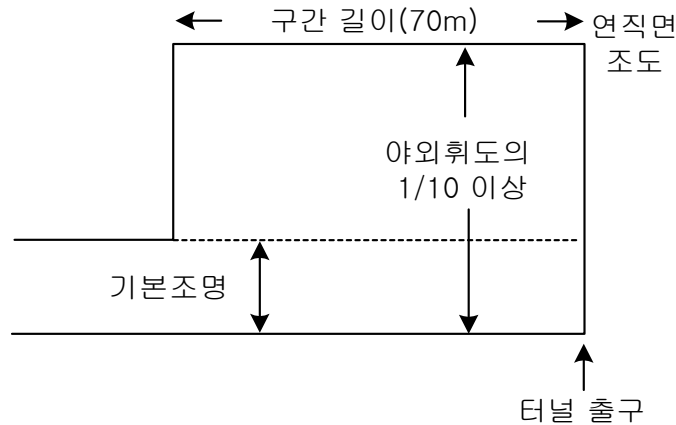 구간 길이(70m)
연직면
조도
야외휘도의
1/10 이상
기본조명
터널 출구